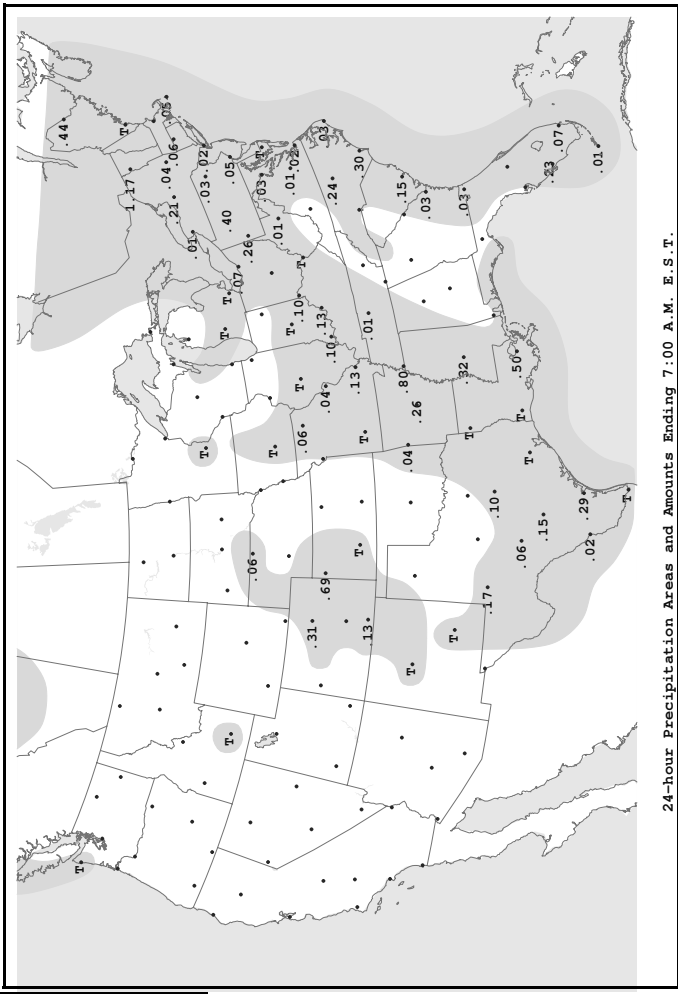 .44
T
T
1.17
.04
.05
.21
.06
.01
.03
.02
T
T
T
.40
.05
T
.07
.26
.06
.03
T
T
.01
T
.01
.02
T
.10
T
.06
.31
.13
.03
.69
.04
.10
.24
.13
.30
T
T
.13
.01
.80
.15
.04
T
.26
.03
T
.32
.03
T
.17
.10
.50
.06
T
T
.15
.23
.07
.29
.02
.01
T
24-hour Precipitation Areas and Amounts Ending 7:00 A.M. E.S.T.